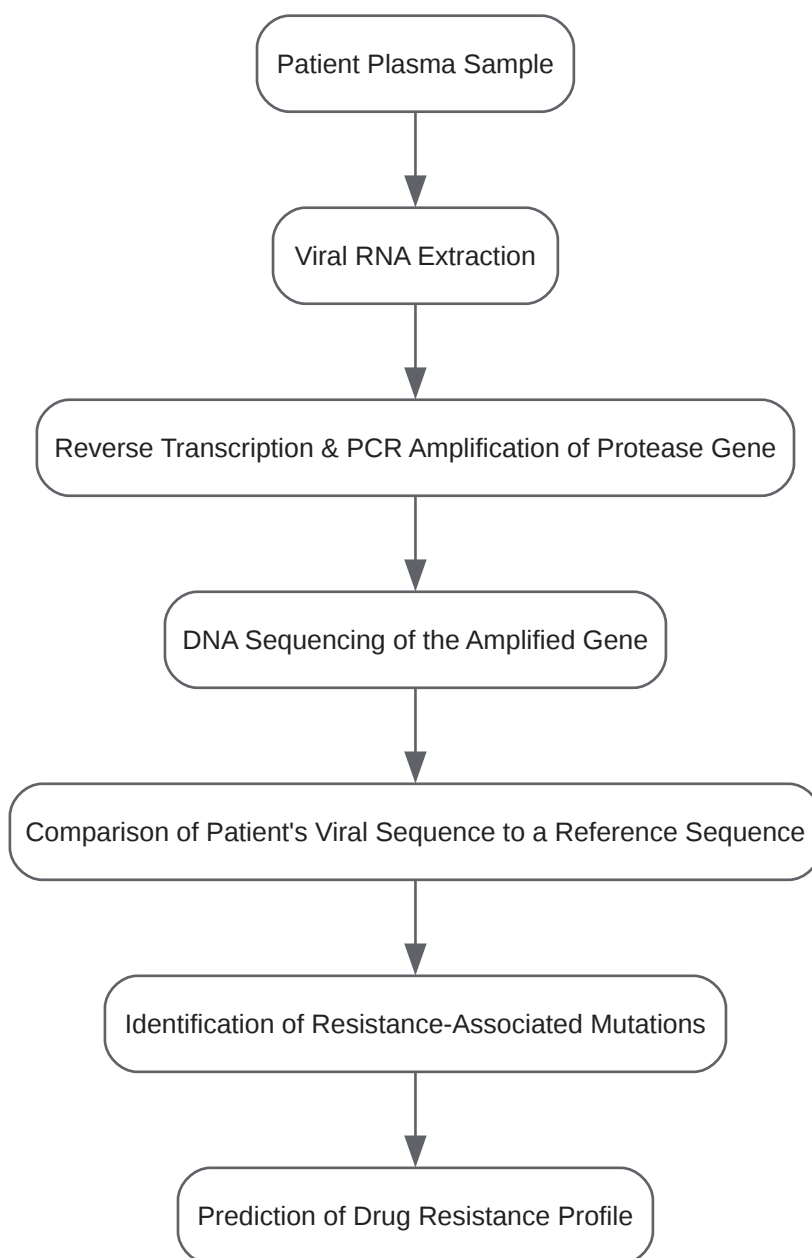 Patient Plasma Sample
Viral RNA Extraction
Reverse Transcription & PCR Amplification of Protease Gene
DNA Sequencing of the Amplified Gene
Comparison of Patient's Viral Sequence to a Reference Sequence
Identification of Resistance-Associated Mutations
Prediction of Drug Resistance Profile